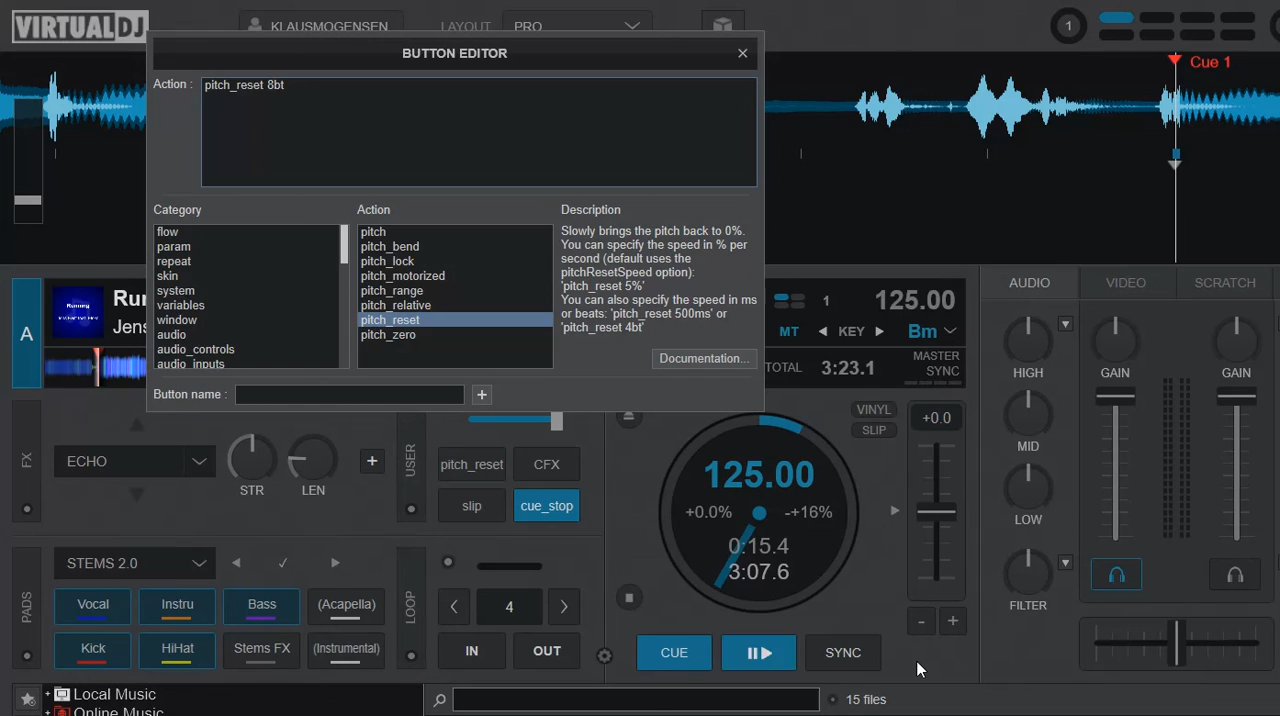 VIRTUALDJ
KLAUSMOGENSEN
LAYOUT
PRO
1
BUTTON EDITOR
Action :
pitch_reset 8bt
Cue 1
Category
Action
Description
flow
param
repeat
skin
system
variables
window
audio
audio_controls
audio_inputs
pitch
pitch_bend
pitch_lock
pitch_motorized
pitch_range
pitch_relative
pitch_reset
pitch_zero
Slowly brings the pitch back to 0%.
You can specify the speed in % per
second (default uses the
pitchResetSpeed option):
'pitch_reset 5%'
You can also specify the speed in ms
or beats: 'pitch_reset 500ms' or
'pitch_reset 4bt'
Documentation...
Button name :
+
A
Running
Jens
1
125.00
MT
KEY
Bm
TOTAL
3:23.1
MASTER
SYNC
AUDIO
VIDEO
SCRATCH
HIGH
GAIN
GAIN
MID
LOW
FILTER
FX
ECHO
STR
LEN
+
USER
pitch_reset
CFX
slip
cue_stop
VINYL
SLIP
+0.0
125.00
+0.0%
-+16%
0:15.4
3:07.6
-
+
PADS
STEMS 2.0
Vocal
Instru
Bass
(Acapella)
Kick
HiHat
Stems FX
(Instrumental)
LOOP
4
IN
OUT
CUE
SYNC
Local Music
Online Music
15 files